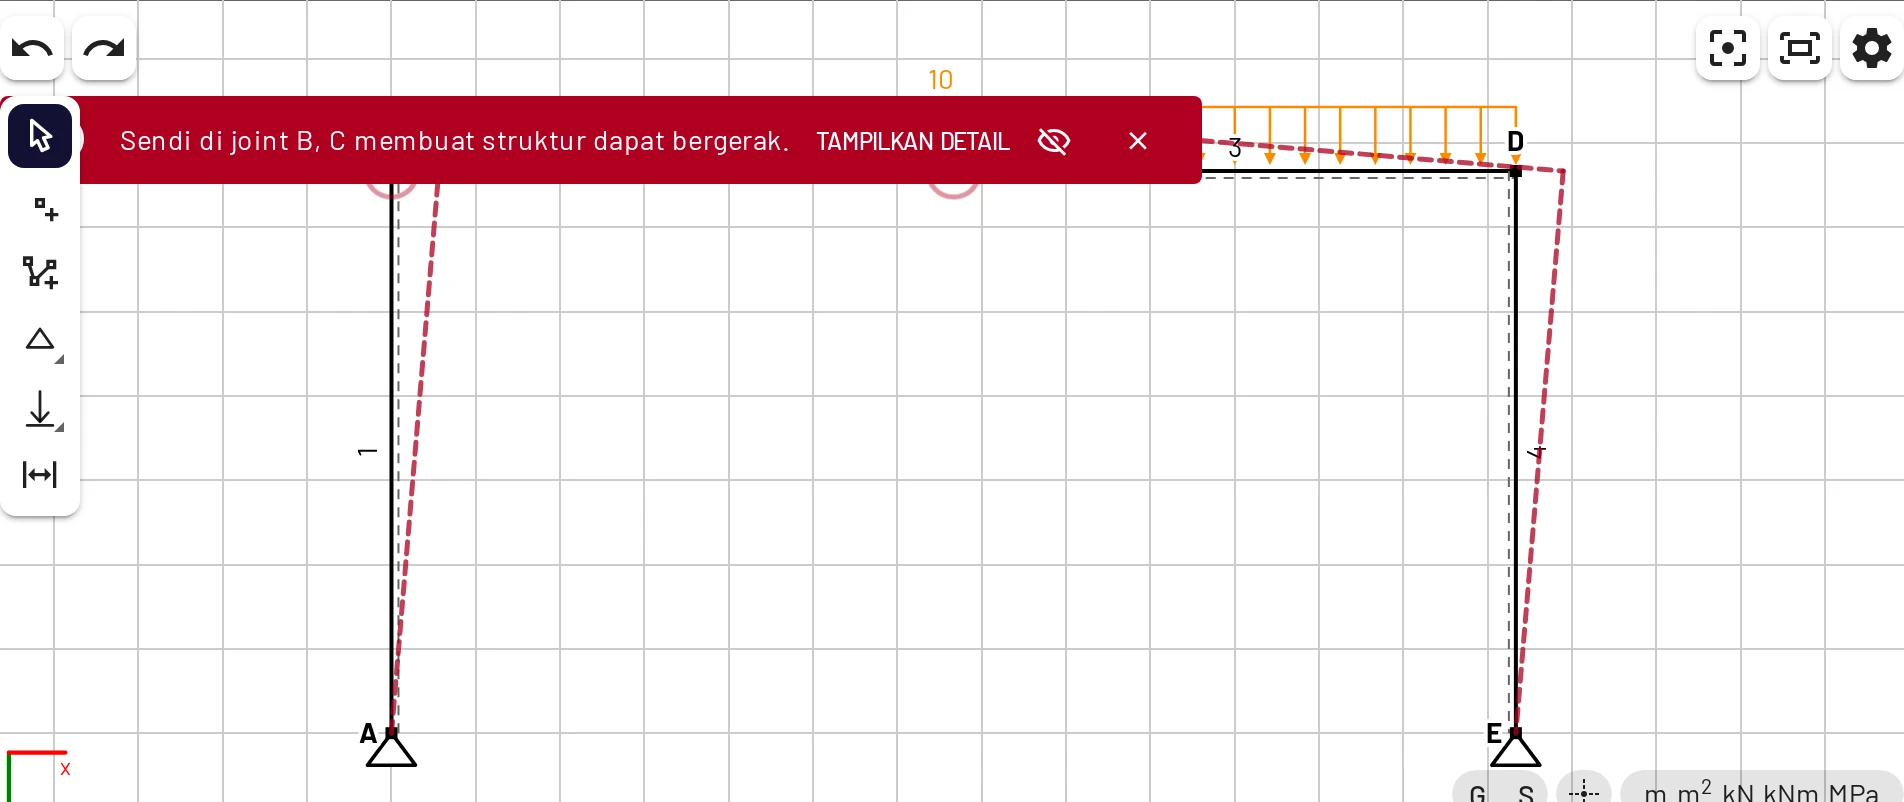 10
Sendi di joint B, C membuat struktur dapat bergerak. TAMPILKAN DETAIL
3
D
1
4
A
E
x
G S
m m² kN kNm MPa